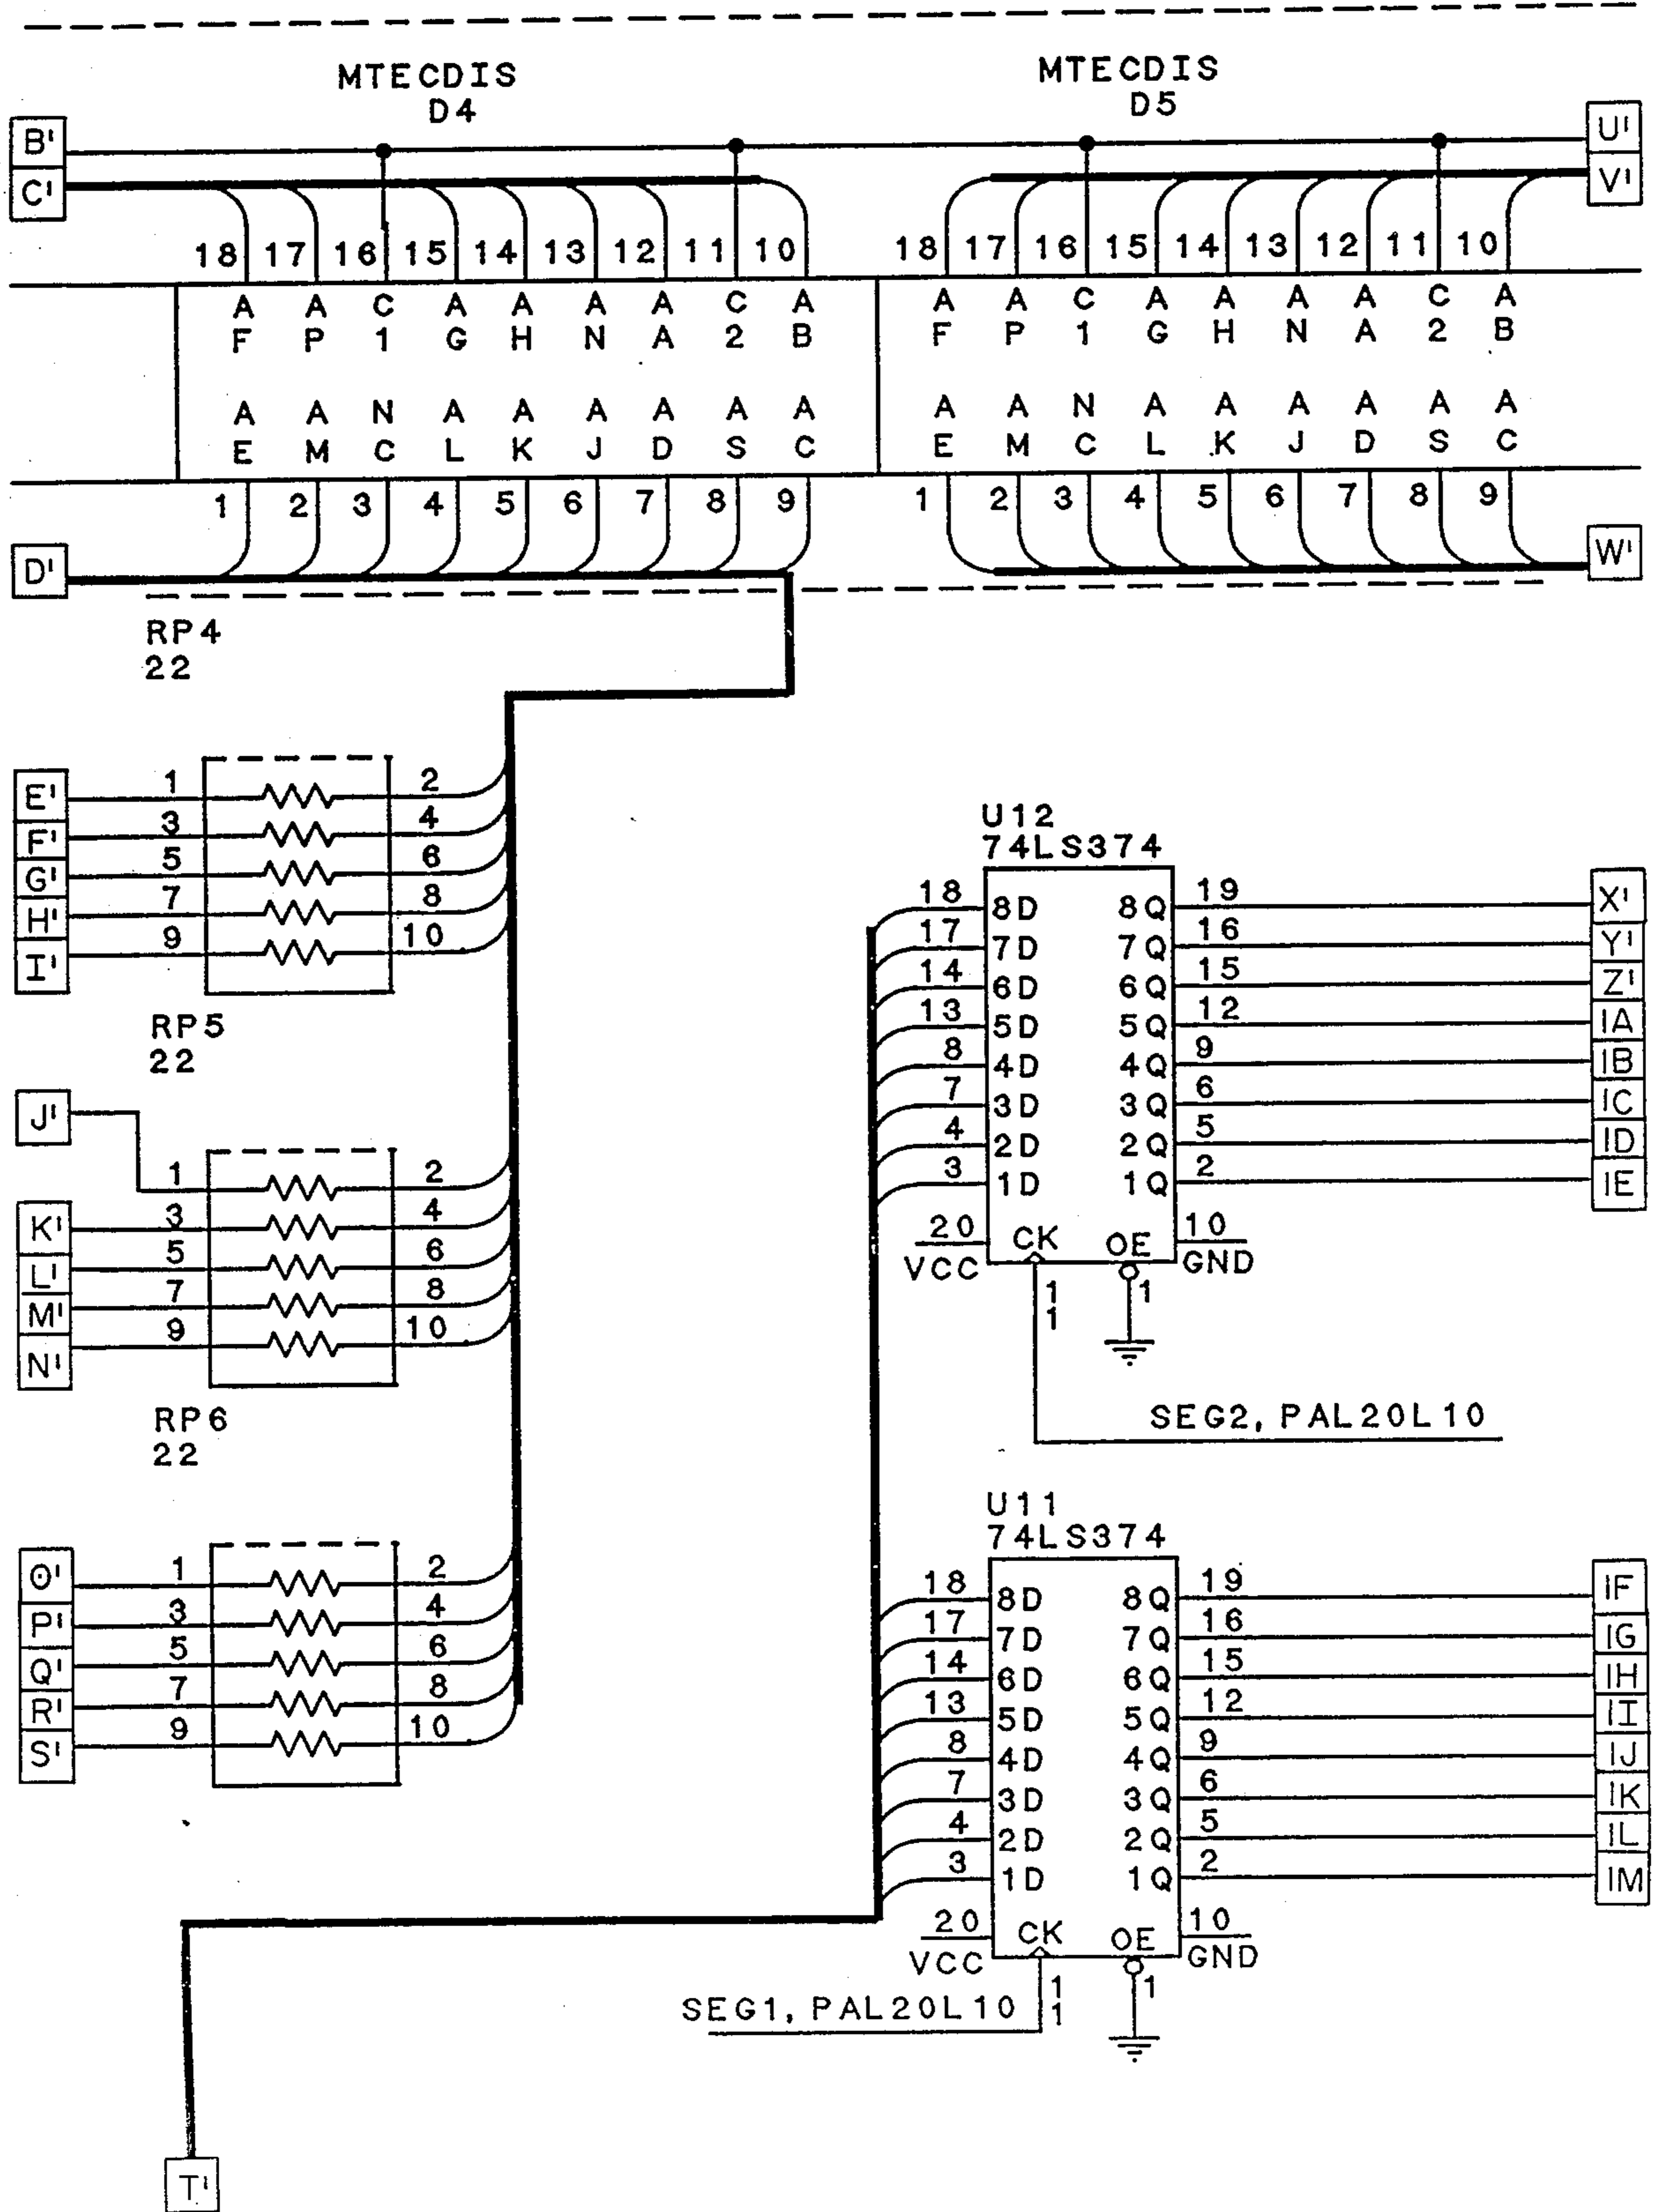 MTECDIS
D4
MTECDIS
D5
B'
U'
C'
V'
18 17 16 15 14 13 12 11 10
18 17 16 15 14 13 12 11 10
A A C A A A A C A
F P 1 G H N A 2 B
A A C A A A A C A
F P 1 G H N A 2 B
A A N A A A A A A
E M C L K J D S C
A A N A A A A A A
E M C L K J D S C
1 2 3 4 5 6 7 8 9
1 2 3 4 5 6 7 8 9
D'
W'
RP4
22
E' 1 2
F' 3 4
G' 5 6
H' 7 8
I' 9 10
RP5
22
J'
1 2
K' 3 4
L' 5 6
M' 7 8
N' 9 10
RP6
22
O' 1 2
P' 3 4
Q' 5 6
R' 7 8
S' 9 10
U12
74LS374
18 8D 8Q 19 X'
17 7D 7Q 16 Y'
14 6D 6Q 15 Z'
13 5D 5Q 12 IA
8 4D 4Q 9 IB
7 3D 3Q 6 IC
4 2D 2Q 5 ID
3 1D 1Q 2 IE
20 CK OE 10
VCC GND
1 1
1
SEG2, PAL20L10
U11
74LS374
18 8D 8Q 19 IF
17 7D 7Q 16 IG
14 6D 6Q 15 IH
13 5D 5Q 12 II
8 4D 4Q 9 IJ
7 3D 3Q 6 IK
4 2D 2Q 5 IL
3 1D 1Q 2 IM
20 CK OE 10
VCC GND
1 1
SEG1, PAL20L10 1
T'